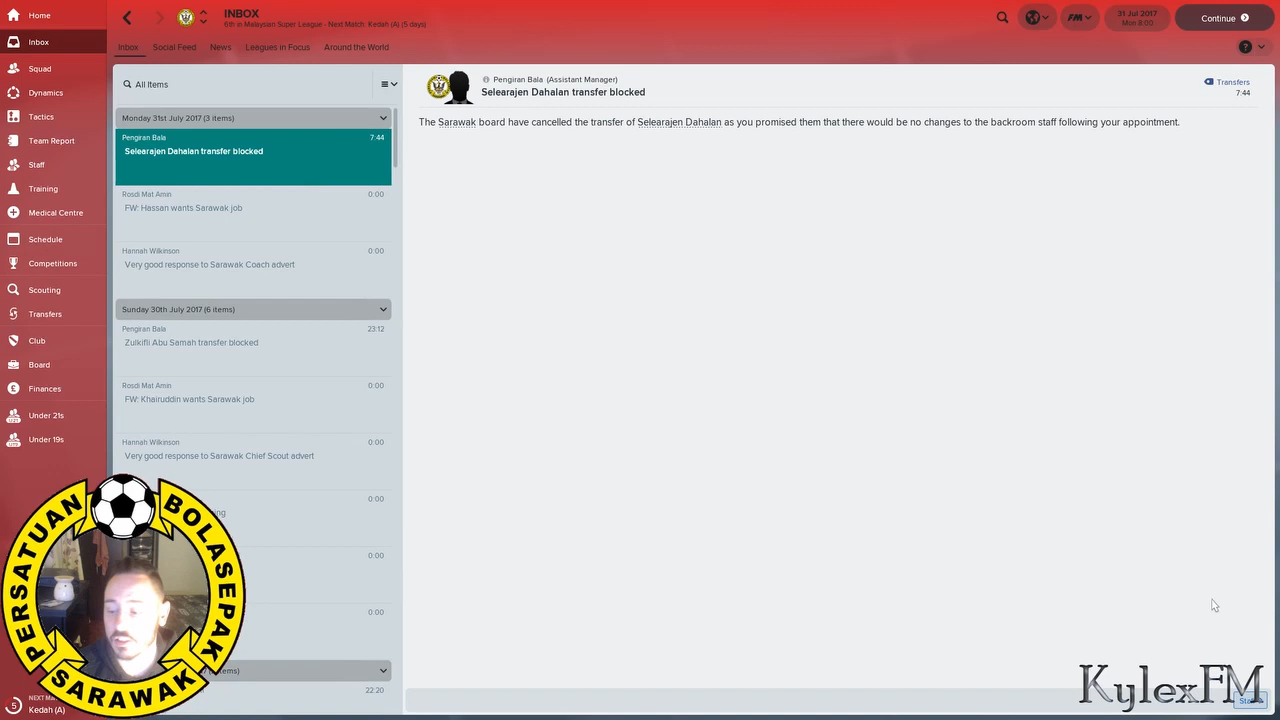 Home
Inbox
Squad
Dynamics
Tactics
Team Report
Staff
Training
Medical Centre
Schedule
Competitions
Scouting
Transfers
Club
Board
Finances
Under 21s
Under 19s
5
Kedah (A)
INBOX
6th in Malaysian Super League - Next Match: Kedah (A) (5 days)
FM
31 Jul 2017
Mon 8:00
Continue
Inbox Social Feed News Leagues in Focus Around the World
?
All Items
Monday 31st July 2017 (3 items)
Pengiran Bala 7:44
Selearajen Dahalan transfer blocked
Rosdi Mat Amin 0:00
FW: Hassan wants Sarawak job
Hannah Wilkinson 0:00
Very good response to Sarawak Coach advert
Sunday 30th July 2017 (6 items)
Pengiran Bala 23:12
Zulkifli Abu Samah transfer blocked
Rosdi Mat Amin 0:00
FW: Khairuddin wants Sarawak job
Hannah Wilkinson 0:00
Very good response to Sarawak Chief Scout advert
0:00
0:00
0:00
items)
22:20
Pengiran Bala (Assistant Manager)
Selearajen Dahalan transfer blocked
Transfers
7:44
The Sarawak board have cancelled the transfer of Selearajen Dahalan as you promised them that there would be no changes to the backroom staff following your appointment.
PERSATUAN BOLASEPAK
SARAWAK
KylexFM